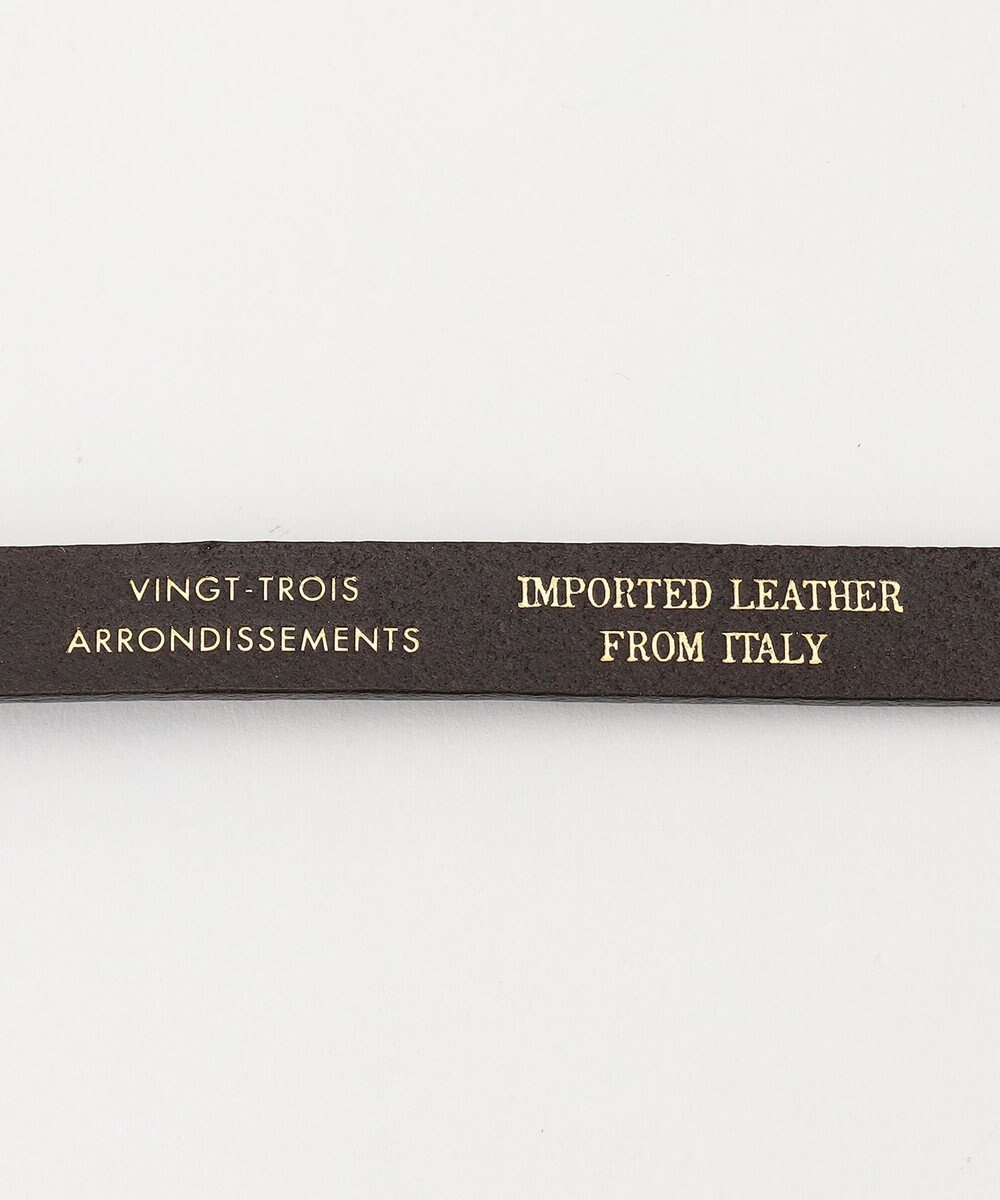 VINGT-TROIS
ARRONDISSEMENTS
IMPORTED LEATHER
FROM ITALY